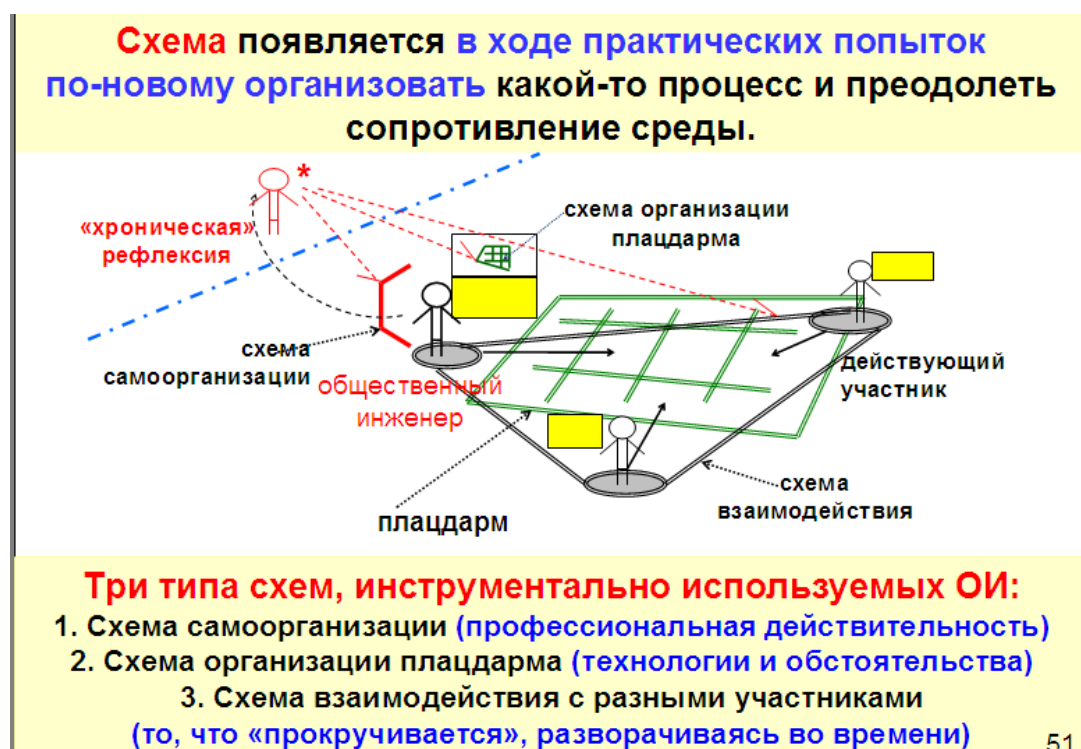 Схема появляется в ходе практических попыток
по-новому организовать какой-то процесс и преодолеть
сопротивление среды.
*
«хроническая»
рефлексия
схема организации
плацдарма
схема
самоорганизации
общественный
инженер
действующий
участник
плацдарм
схема
взаимодействия
Три типа схем, инструментально используемых ОИ:
1. Схема самоорганизации (профессиональная действительность)
2. Схема организации плацдарма (технологии и обстоятельства)
3. Схема взаимодействия с разными участниками
(то, что «прокручивается», разворачиваясь во времени)
51